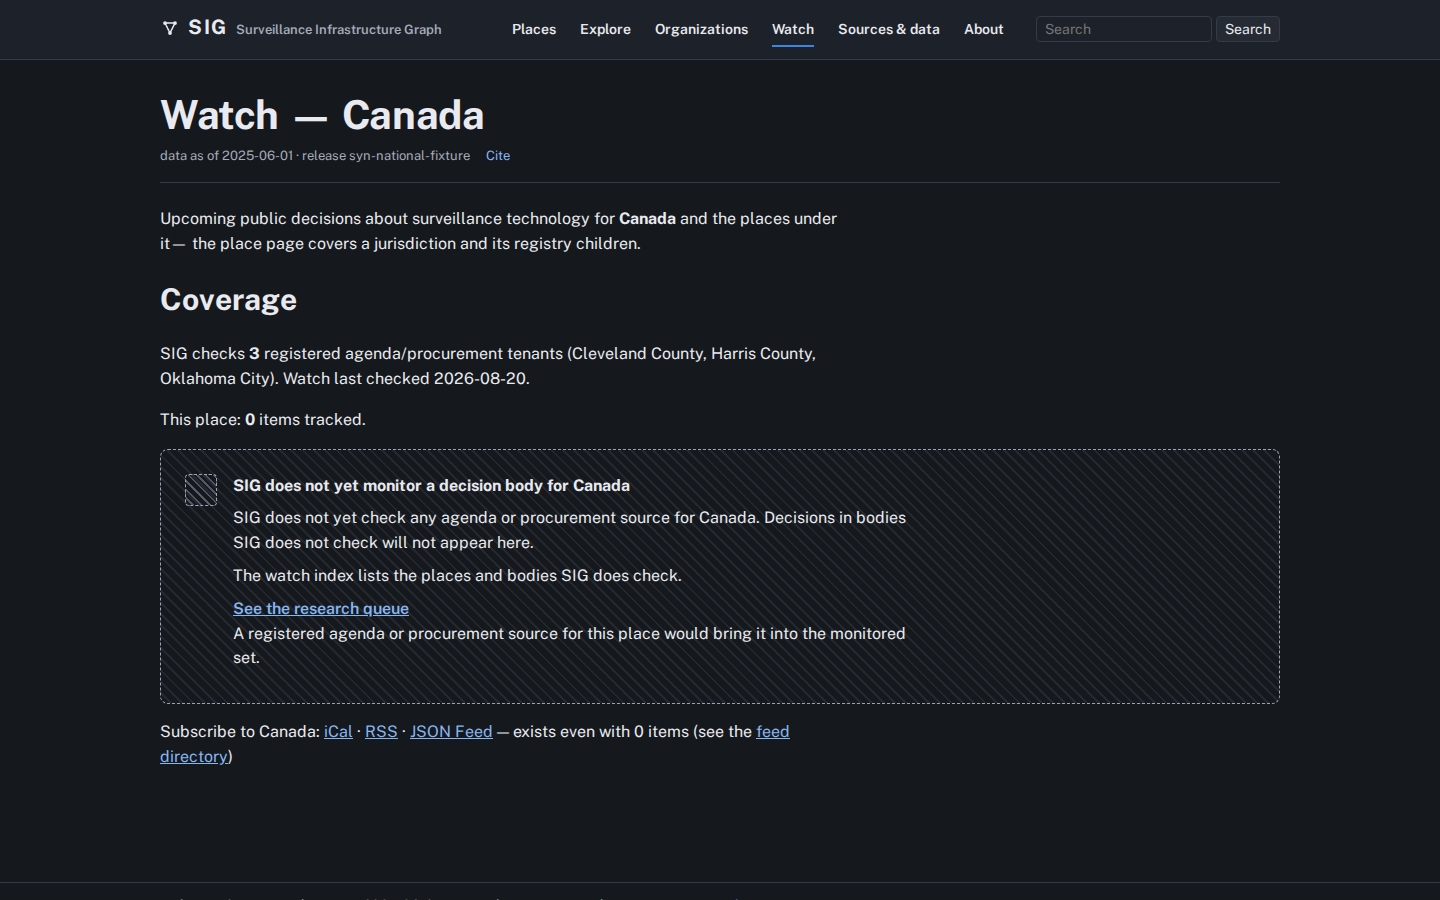 SIG Surveillance Infrastructure Graph
Places Explore Organizations Watch Sources & data About Search Search
Watch — Canada
data as of 2025-06-01 · release syn-national-fixture Cite
Upcoming public decisions about surveillance technology for Canada and the places under
it — the place page covers a jurisdiction and its registry children.
Coverage
SIG checks 3 registered agenda/procurement tenants (Cleveland County, Harris County,
Oklahoma City). Watch last checked 2026-08-20.
This place: 0 items tracked.
SIG does not yet monitor a decision body for Canada
SIG does not yet check any agenda or procurement source for Canada. Decisions in bodies
SIG does not check will not appear here.
The watch index lists the places and bodies SIG does check.
See the research queue
A registered agenda or procurement source for this place would bring it into the monitored
set.
Subscribe to Canada: iCal · RSS · JSON Feed — exists even with 0 items (see the feed
directory)